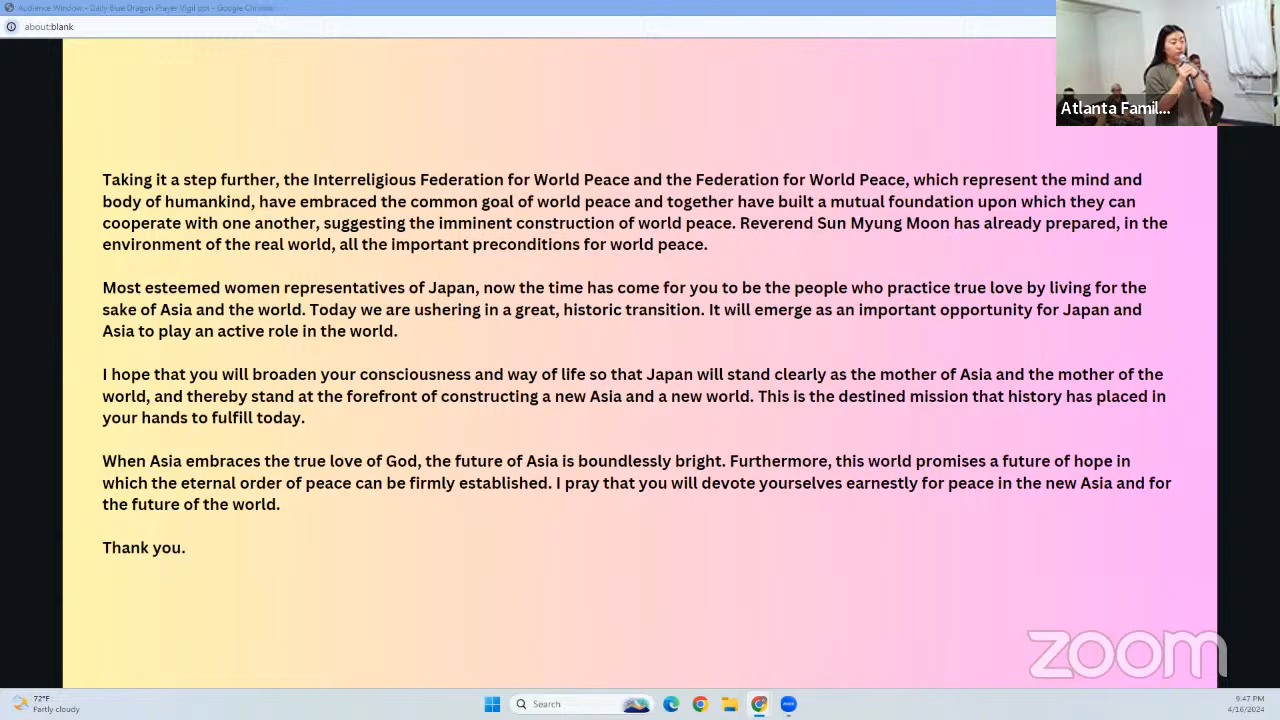 Audience Window - Daily Blue Dragon Prayer Vigil ppt - Google Chrome
about:blank
Atlanta Famil...
Taking it a step further, the Interreligious Federation for World Peace and the Federation for World Peace, which represent the mind and
body of humankind, have embraced the common goal of world peace and together have built a mutual foundation upon which they can
cooperate with one another, suggesting the imminent construction of world peace. Reverend Sun Myung Moon has already prepared, in the
environment of the real world, all the important preconditions for world peace.
Most esteemed women representatives of Japan, now the time has come for you to be the people who practice true love by living for the
sake of Asia and the world. Today we are ushering in a great, historic transition. It will emerge as an important opportunity for Japan and
Asia to play an active role in the world.
I hope that you will broaden your consciousness and way of life so that Japan will stand clearly as the mother of Asia and the mother of the
world, and thereby stand at the forefront of constructing a new Asia and a new world. This is the destined mission that history has placed in
your hands to fulfill today.
When Asia embraces the true love of God, the future of Asia is boundlessly bright. Furthermore, this world promises a future of hope in
which the eternal order of peace can be firmly established. I pray that you will devote yourselves earnestly for peace in the new Asia and for
the future of the world.
Thank you.
zoom
72°F
Partly cloudy
Search
zoom
9:47 PM
4/16/2024